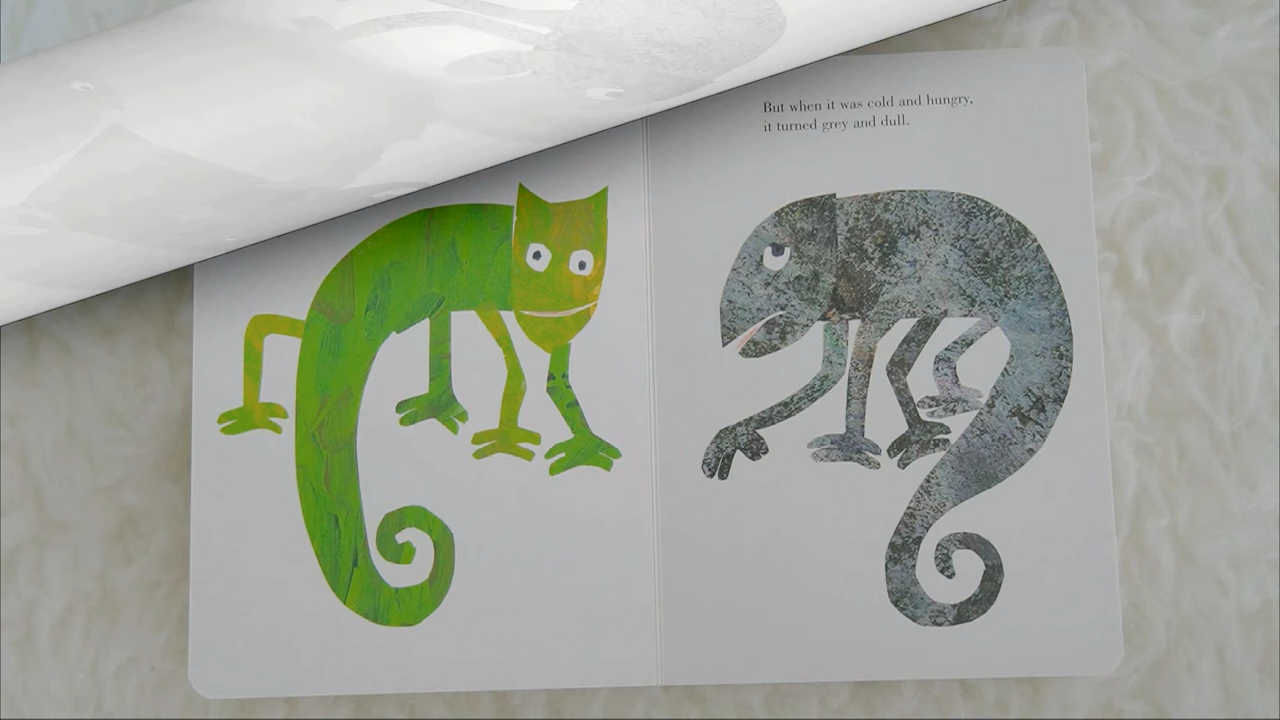 But when it was cold and hungry,
it turned grey and dull.